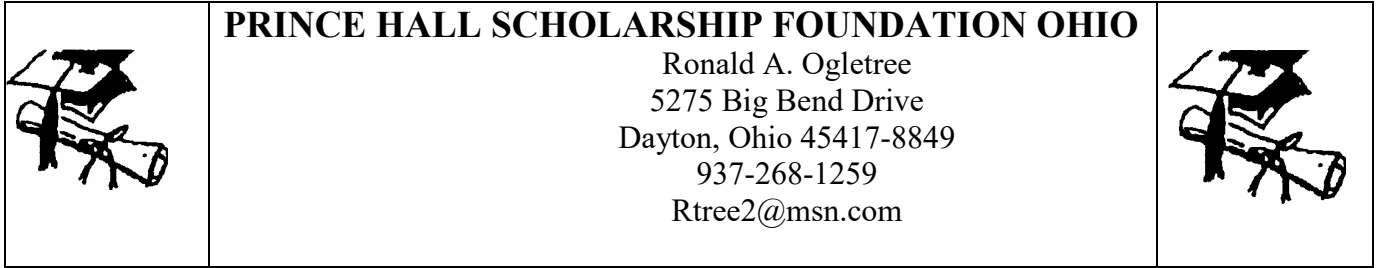 PRINCE HALL SCHOLARSHIP FOUNDATION OHIO
Ronald A. Ogletree
5275 Big Bend Drive
Dayton, Ohio 45417-8849
937-268-1259
Rtree2@msn.com